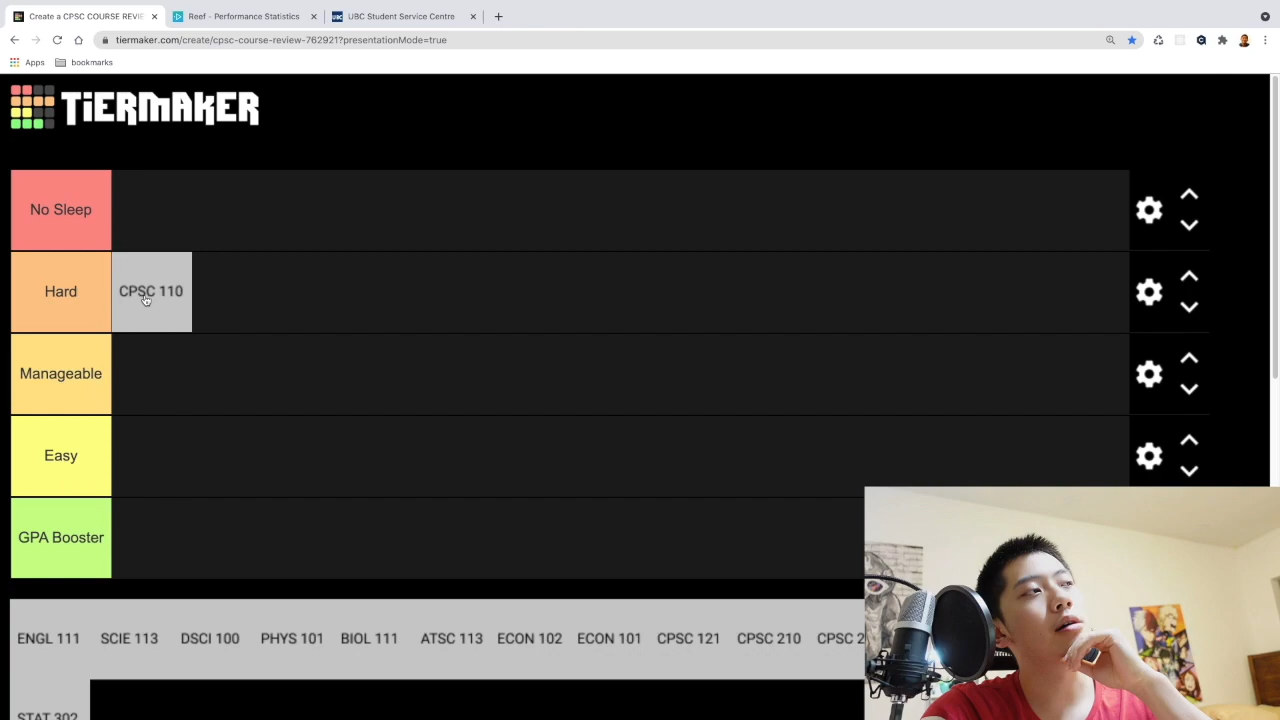 Create a CPSC COURSE REVIE
Reef - Performance Statistics
UBC Student Service Centre
tiermaker.com/create/cpsc-course-review-762921?presentationMode=true
Apps
bookmarks
TiERMAKER
No Sleep
Hard
CPSC 110
Manageable
Easy
GPA Booster
ENGL 111
SCIE 113
DSCI 100
PHYS 101
BIOL 111
ATSC 113
ECON 102
ECON 101
CPSC 121
CPSC 210
CPSC 2
STAT 302